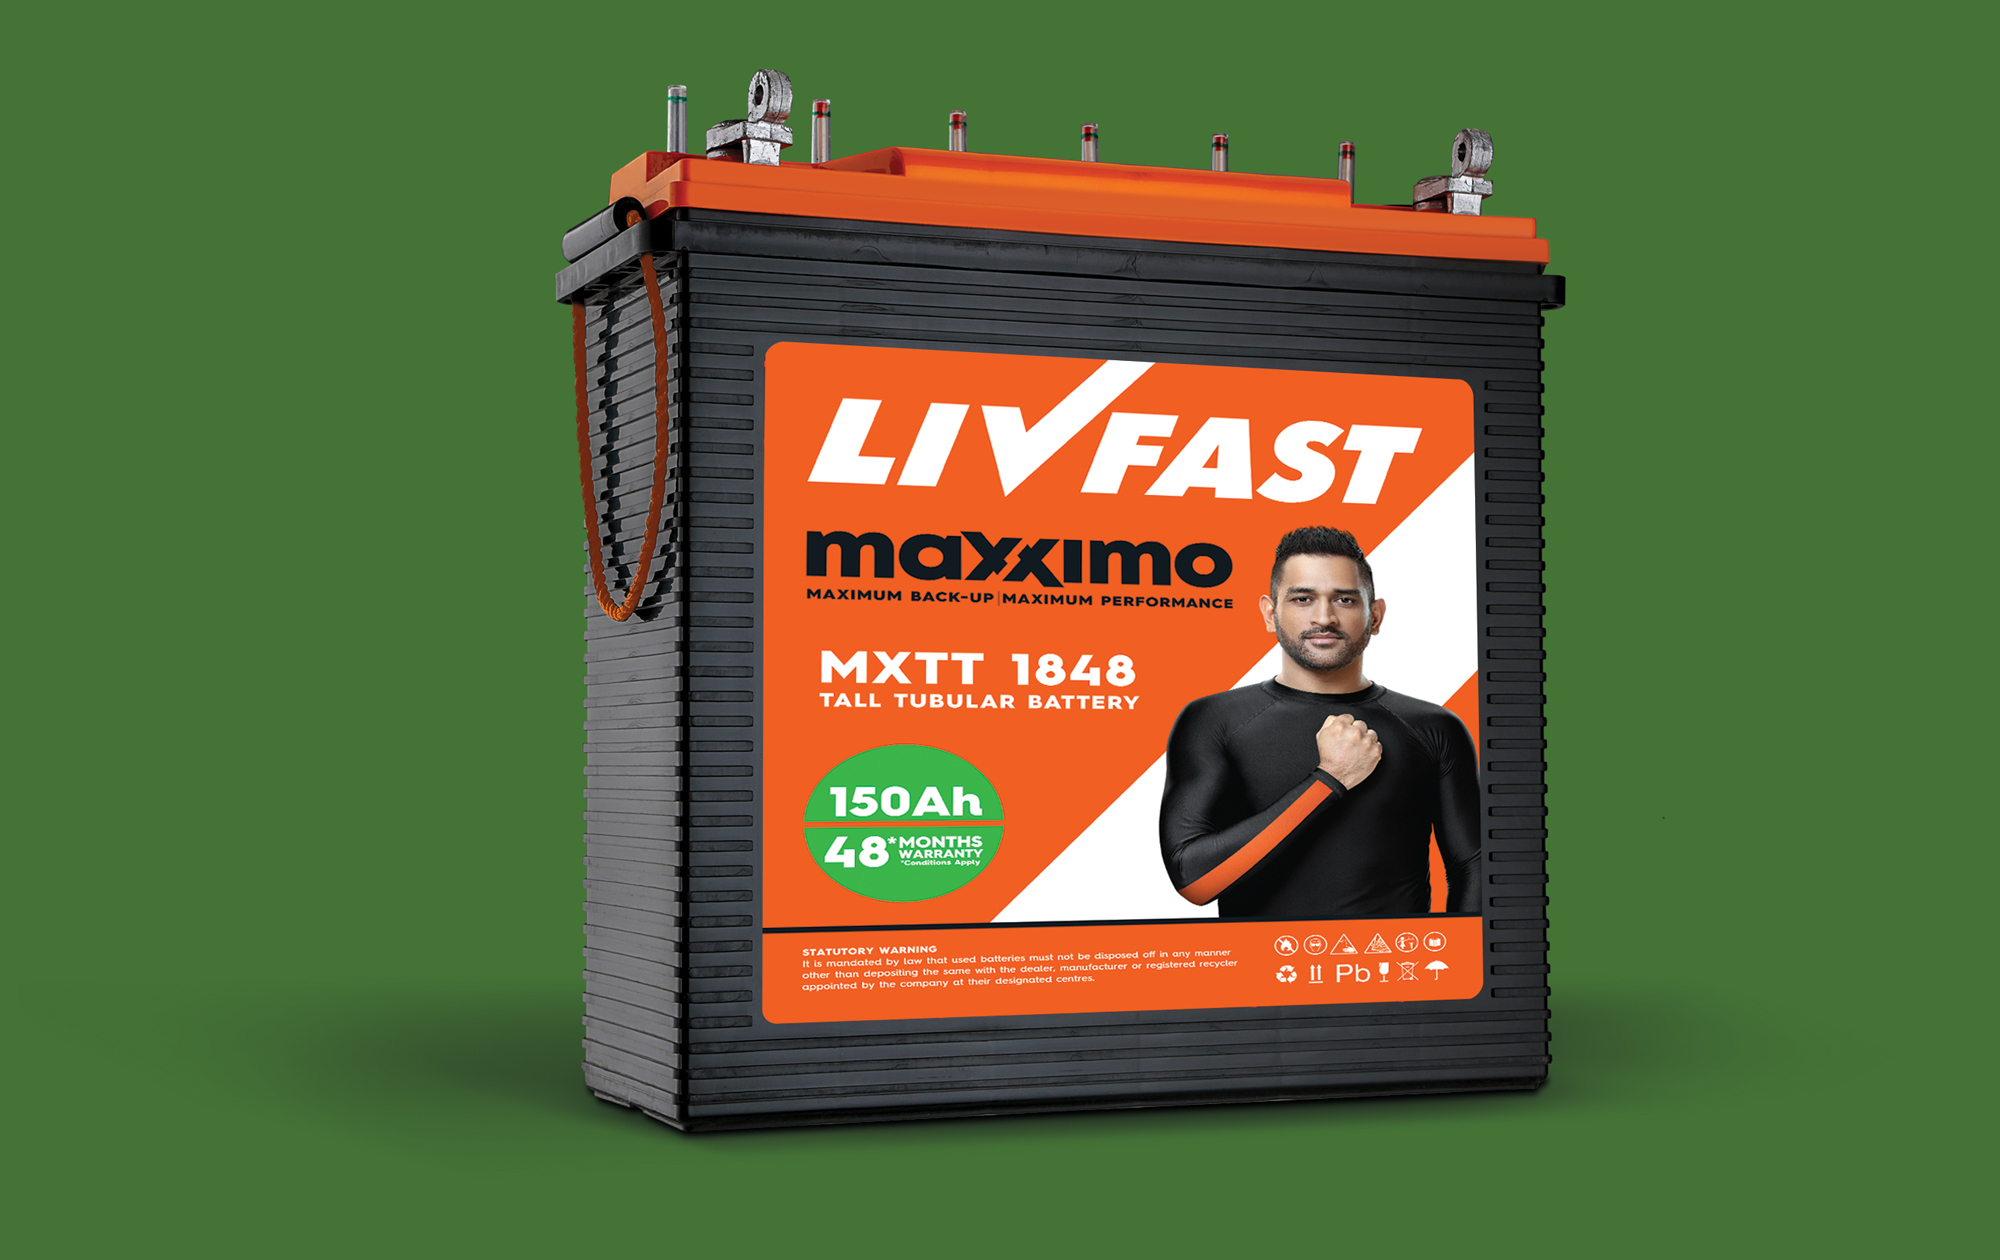 LIVFAST
maxximo
MAXIMUM BACK-UP|MAXIMUM PERFORMANCE
MXTT 1848
TALL TUBULAR BATTERY
150Ah
48*MONTHS
WARRANTY
*Conditions Apply
STATUTORY WARNING
It is mandated by law that used batteries must not be disposed off in any manner
other than depositing the same with the dealer, manufacturer or registered recycler
appointed by the company at their designated centres.
Pb